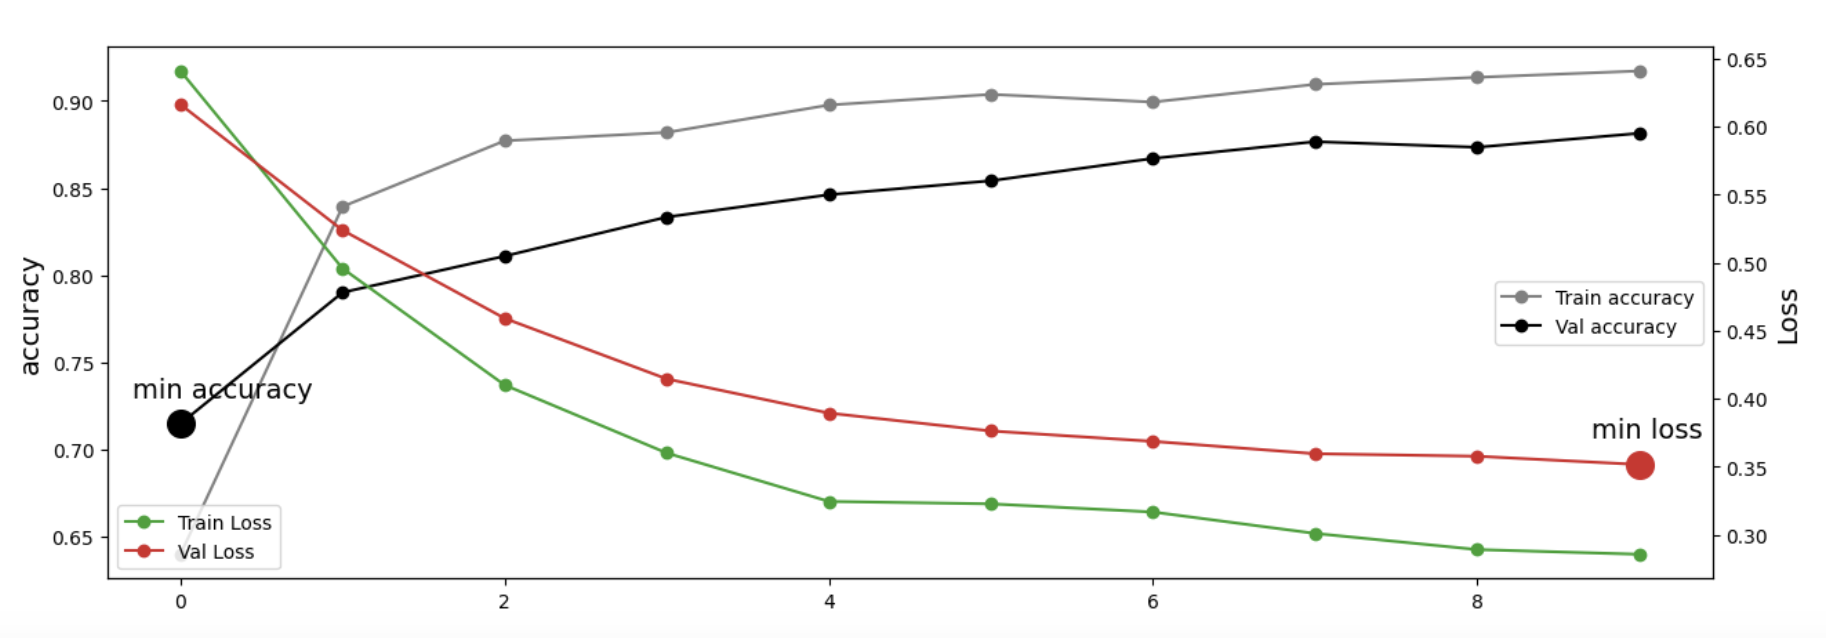 0.90
0.85
0.80
0.75
0.70
0.65
accuracy
0.65
0.60
0.55
0.50
0.45
0.40
0.35
0.30
Loss
0 2 4 6 8
min accuracy
min loss
Train accuracy
Val accuracy
Train Loss
Val Loss